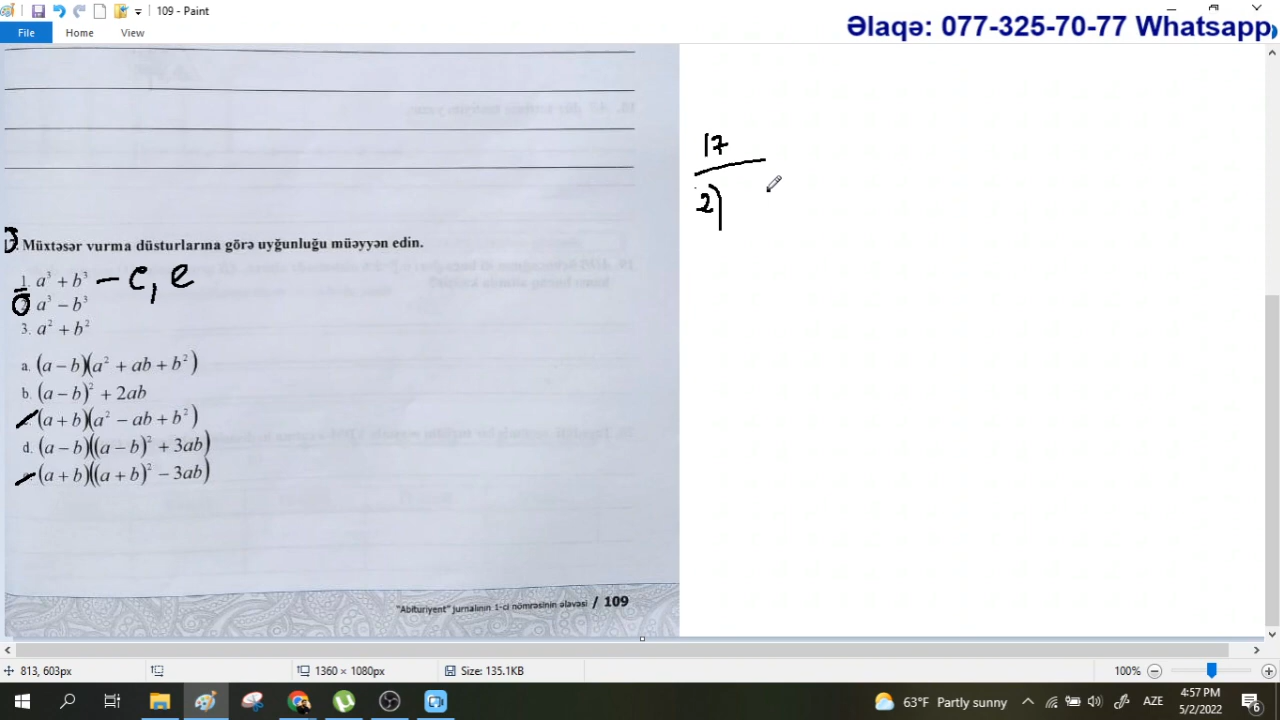 109 - Paint
Əlaqə: 077-325-70-77 Whatsapp
File Home View
17
2)
Müxtəsər vurma düsturlarına görə uyğunluğu müəyyən edin.
1. a³ + b³ – c, e
a³ − b³
3. a² + b²
a. (a − b)(a² + ab + b²)
b. (a − b)² + 2ab
(a + b)(a² − ab + b²)
d. (a − b)((a − b)² + 3ab)
(a + b)((a + b)² − 3ab)
"Abituriyent" jurnalının 1-ci nömrəsinin əlavəsi / 109
813, 603px
1360 × 1080px
Size: 135.1KB
100%
63°F Partly sunny
AZE
4:57 PM
5/2/2022
6